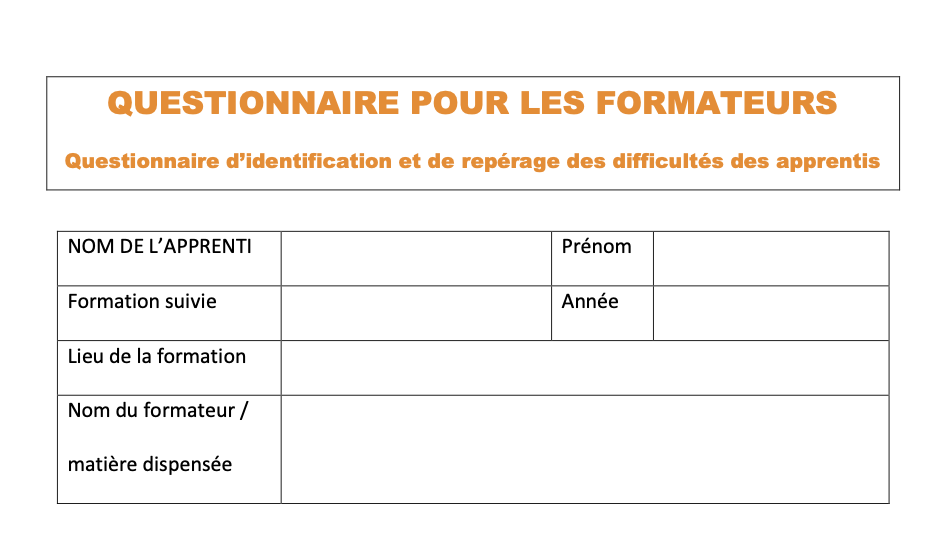 QUESTIONNAIRE POUR LES FORMATEURS
Questionnaire d’identification et de repérage des difficultés des apprentis
NOM DE L’APPRENTI Prénom
Formation suivie Année
Lieu de la formation
Nom du formateur /
matière dispensée